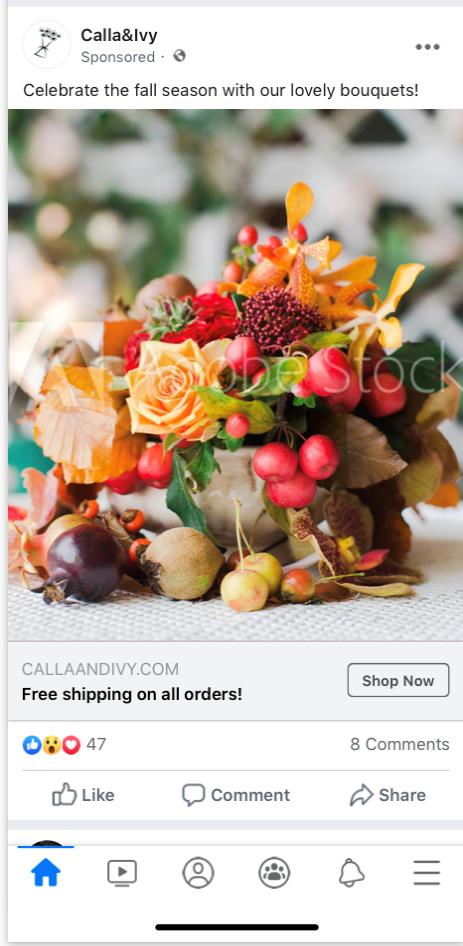 Calla&Ivy
Sponsored ·
Celebrate the fall season with our lovely bouquets!
Adobe Stock
CALLAANDIVY.COM
Free shipping on all orders!
Shop Now
47
8 Comments
Like
Comment
Share